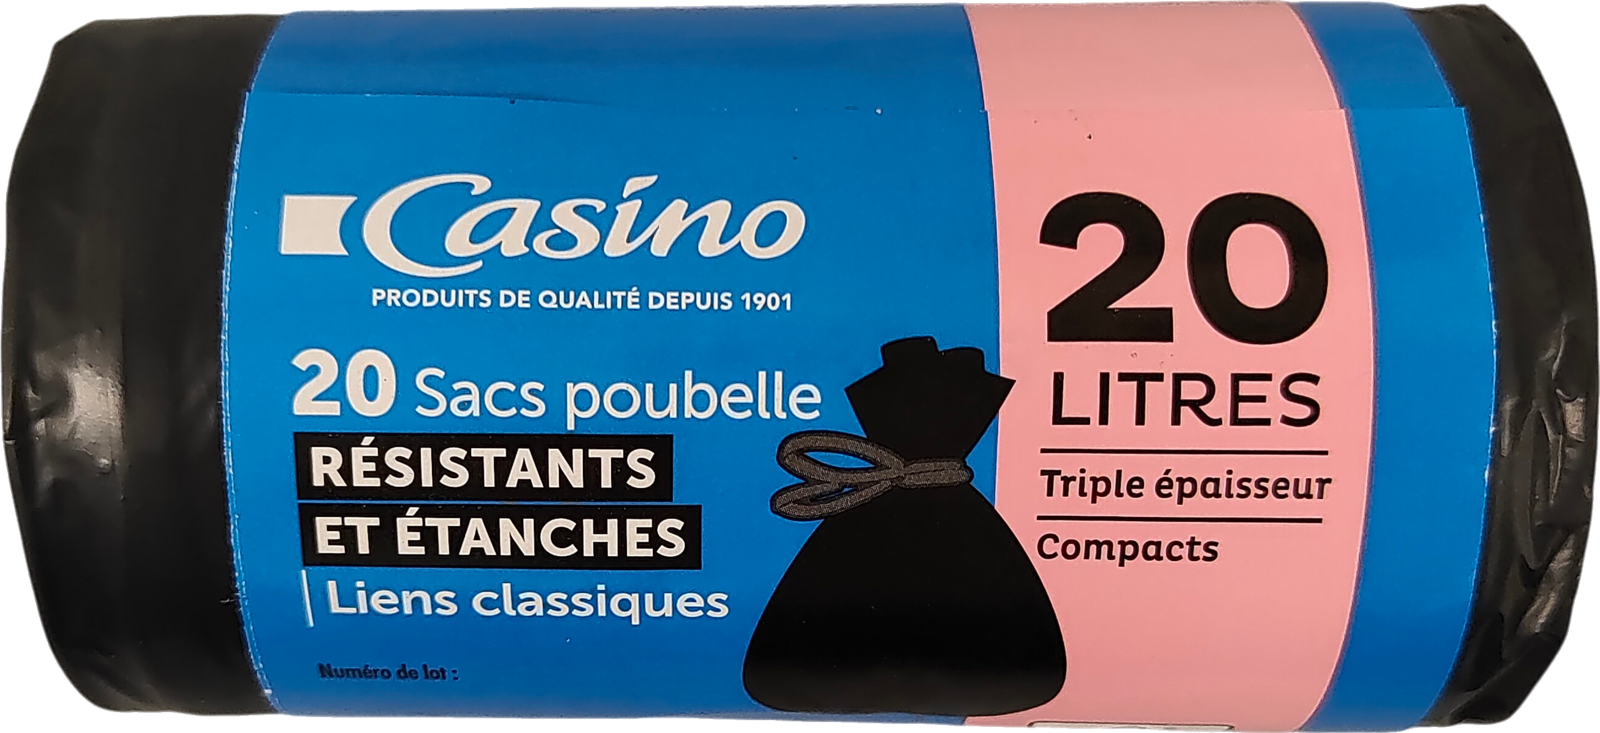 Casino
PRODUITS DE QUALITÉ DEPUIS 1901
20 Sacs poubelle
RÉSISTANTS
ET ÉTANCHES
Liens classiques
Numéro de lot :
20
LITRES
Triple épaisseur
Compacts